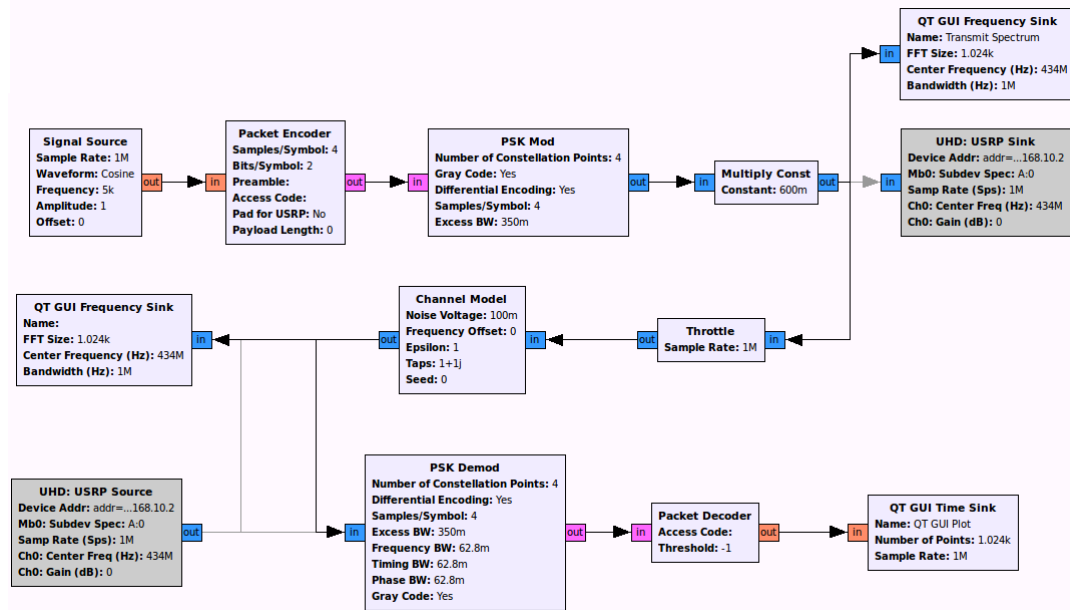 QT GUI Frequency Sink
Name: Transmit Spectrum
FFT Size: 1.024k
Center Frequency (Hz): 434M
Bandwidth (Hz): 1M
in
Signal Source
Sample Rate: 1M
Waveform: Cosine
Frequency: 5k
Amplitude: 1
Offset: 0
out
in
Packet Encoder
Samples/Symbol: 4
Bits/Symbol: 2
Preamble:
Access Code:
Pad for USRP: No
Payload Length: 0
out
in
PSK Mod
Number of Constellation Points: 4
Gray Code: Yes
Differential Encoding: Yes
Samples/Symbol: 4
Excess BW: 350m
out
in
Multiply Const
Constant: 600m
out
in
UHD: USRP Sink
Device Addr: addr=...168.10.2
Mb0: Subdev Spec: A:0
Samp Rate (Sps): 1M
Ch0: Center Freq (Hz): 434M
Ch0: Gain (dB): 0
QT GUI Frequency Sink
Name:
FFT Size: 1.024k
Center Frequency (Hz): 434M
Bandwidth (Hz): 1M
in
out
Channel Model
Noise Voltage: 100m
Frequency Offset: 0
Epsilon: 1
Taps: 1+1j
Seed: 0
in
out
Throttle
Sample Rate: 1M
in
UHD: USRP Source
Device Addr: addr=...168.10.2
Mb0: Subdev Spec: A:0
Samp Rate (Sps): 1M
Ch0: Center Freq (Hz): 434M
Ch0: Gain (dB): 0
out
in
PSK Demod
Number of Constellation Points: 4
Differential Encoding: Yes
Samples/Symbol: 4
Excess BW: 350m
Frequency BW: 62.8m
Timing BW: 62.8m
Phase BW: 62.8m
Gray Code: Yes
out
in
Packet Decoder
Access Code:
Threshold: -1
out
in
QT GUI Time Sink
Name: QT GUI Plot
Number of Points: 1.024k
Sample Rate: 1M